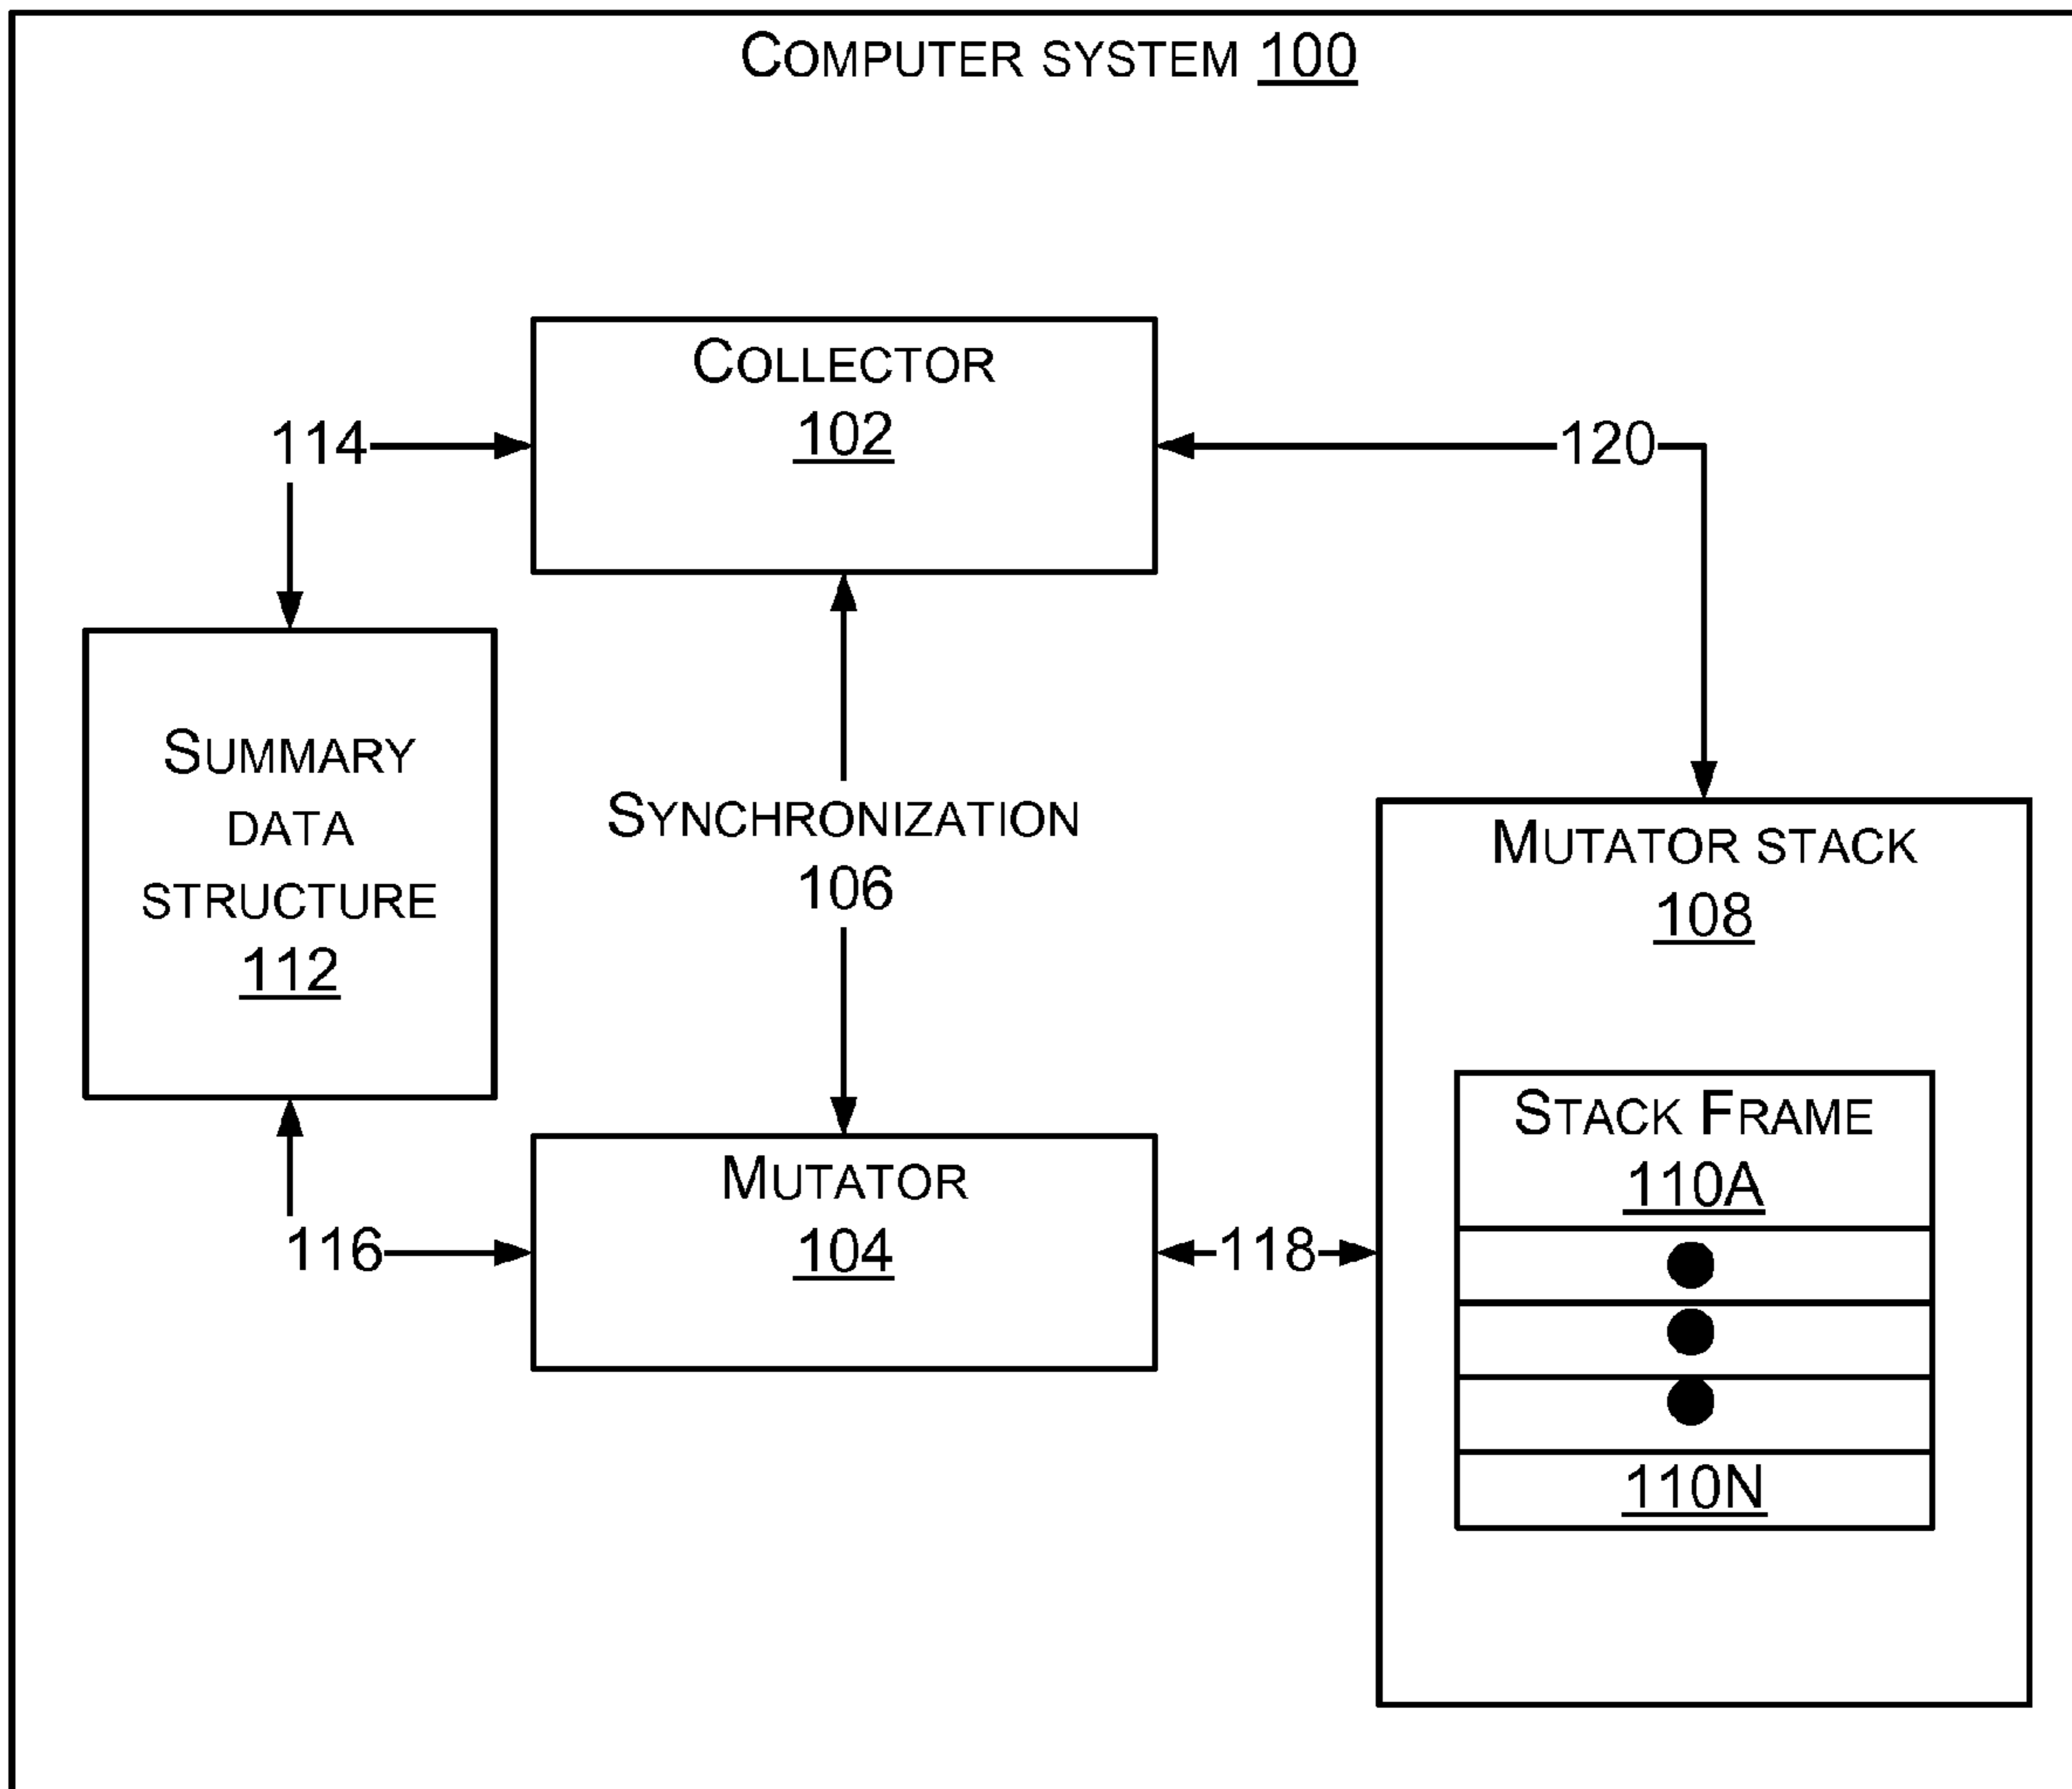 COMPUTER SYSTEM 100
COLLECTOR
102
114
120
SUMMARY
DATA
STRUCTURE
112
SYNCHRONIZATION
106
MUTATOR STACK
108
STACK FRAME
110A
MUTATOR
104
116
118
110N